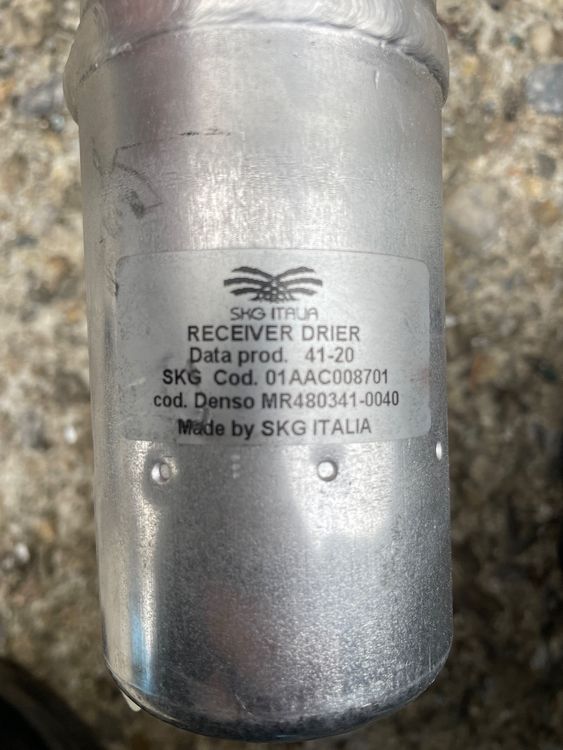 SKG ITALIA
RECEIVER DRIER
Data prod. 41-20
SKG Cod. 01AAC008701
cod. Denso MR480341-0040
Made by SKG ITALIA